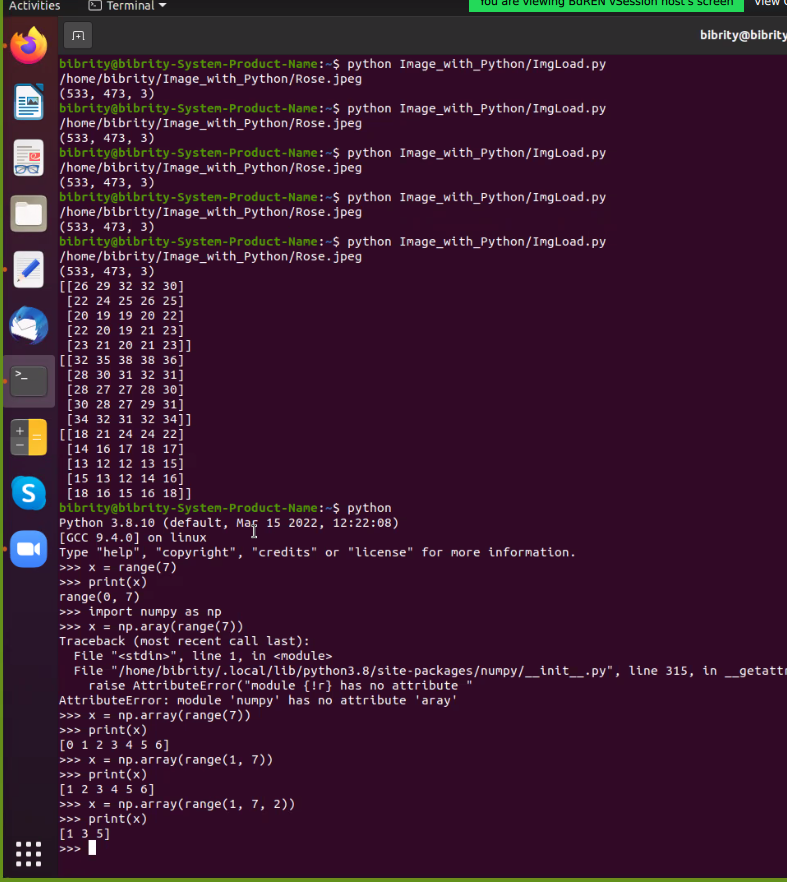 You are viewing BdREN vSession host's screen
View
Activities
Terminal
bibrity@bibrity
bibrity@bibrity-System-Product-Name:~$ python Image_with_Python/ImgLoad.py
/home/bibrity/Image_with_Python/Rose.jpeg
(533, 473, 3)
bibrity@bibrity-System-Product-Name:~$ python Image_with_Python/ImgLoad.py
/home/bibrity/Image_with_Python/Rose.jpeg
(533, 473, 3)
bibrity@bibrity-System-Product-Name:~$ python Image_with_Python/ImgLoad.py
/home/bibrity/Image_with_Python/Rose.jpeg
(533, 473, 3)
bibrity@bibrity-System-Product-Name:~$ python Image_with_Python/ImgLoad.py
/home/bibrity/Image_with_Python/Rose.jpeg
(533, 473, 3)
bibrity@bibrity-System-Product-Name:~$ python Image_with_Python/ImgLoad.py
/home/bibrity/Image_with_Python/Rose.jpeg
(533, 473, 3)
[[26 29 32 32 30]
 [22 24 25 26 25]
 [20 19 19 20 22]
 [22 20 19 21 23]
 [23 21 20 21 23]]
[[32 35 38 38 36]
 [28 30 31 32 31]
 [28 27 27 28 30]
 [30 28 27 29 31]
 [34 32 31 32 34]]
[[18 21 24 24 22]
 [14 16 17 18 17]
 [13 12 12 13 15]
 [15 13 12 14 16]
 [18 16 15 16 18]]
bibrity@bibrity-System-Product-Name:~$ python
Python 3.8.10 (default, Mar 15 2022, 12:22:08)
[GCC 9.4.0] on linux
Type "help", "copyright", "credits" or "license" for more information.
>>> x = range(7)
>>> print(x)
range(0, 7)
>>> import numpy as np
>>> x = np.aray(range(7))
Traceback (most recent call last):
  File "<stdin>", line 1, in <module>
  File "/home/bibrity/.local/lib/python3.8/site-packages/numpy/__init__.py", line 315, in __getattr
    raise AttributeError("module {!r} has no attribute "
AttributeError: module 'numpy' has no attribute 'aray'
>>> x = np.array(range(7))
>>> print(x)
[0 1 2 3 4 5 6]
>>> x = np.array(range(1, 7))
>>> print(x)
[1 2 3 4 5 6]
>>> x = np.array(range(1, 7, 2))
>>> print(x)
[1 3 5]
>>>